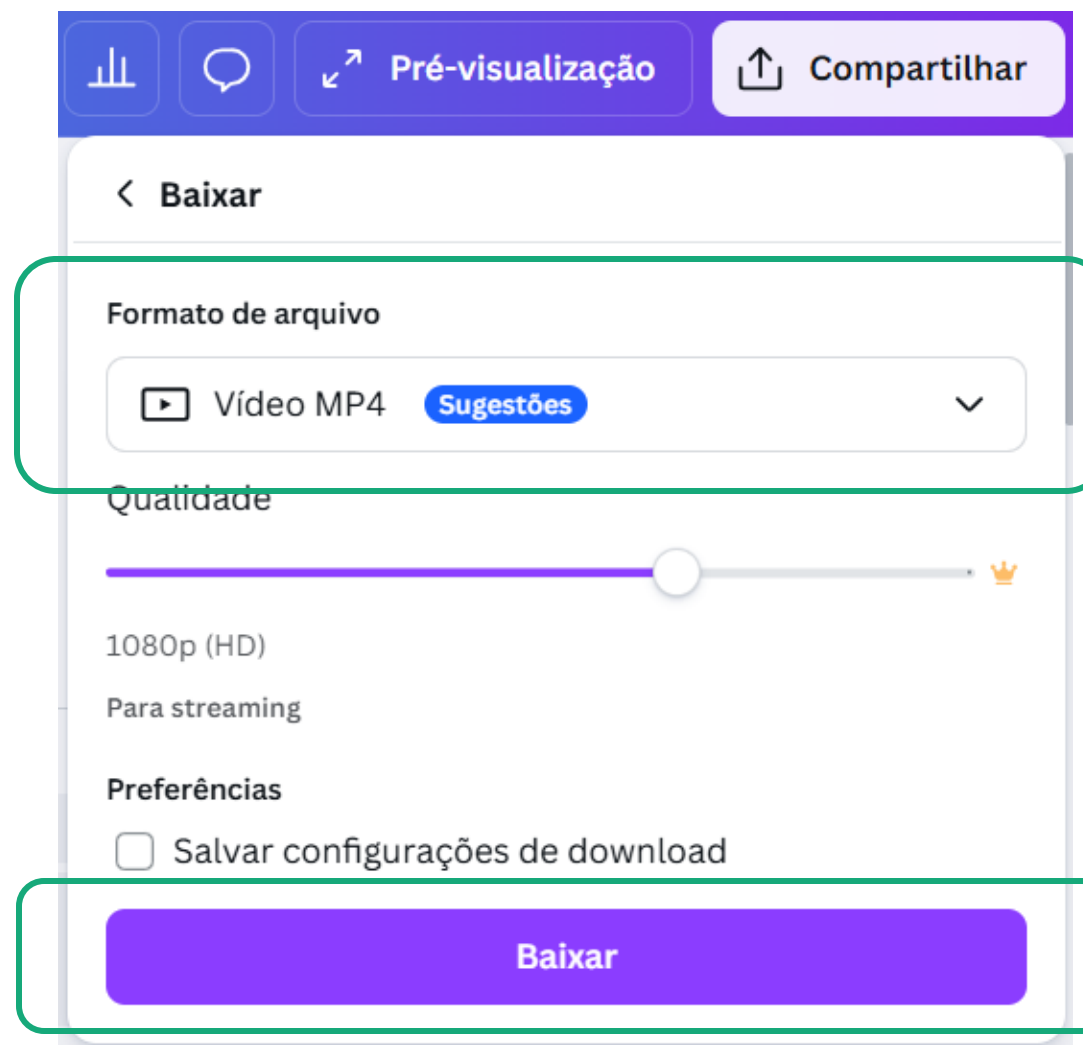 Pré-visualização
Compartilhar
Baixar
Formato de arquivo
Vídeo MP4 Sugestões
Qualidade
1080p (HD)
Para streaming
Preferências
Salvar configurações de download
Baixar